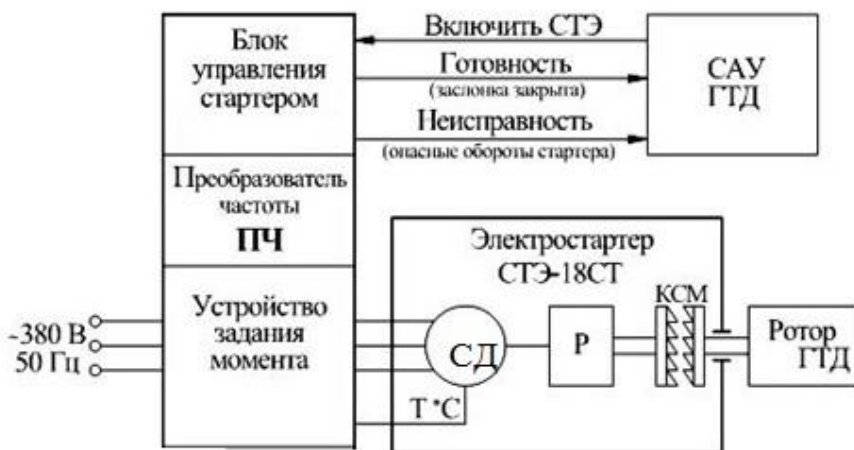 Блок
управления
стартером
Включить СТЭ
Готовность
(заслонка закрыта)
Неисправность
(опасные обороты стартера)
САУ
ГТД
Преобразователь
частоты
ПЧ
Устройство
задания
момента
~380 В
50 Гц
Электростартер
СТЭ-18СТ
КСМ
СД
Р
Ротор
ГТД
Т °С